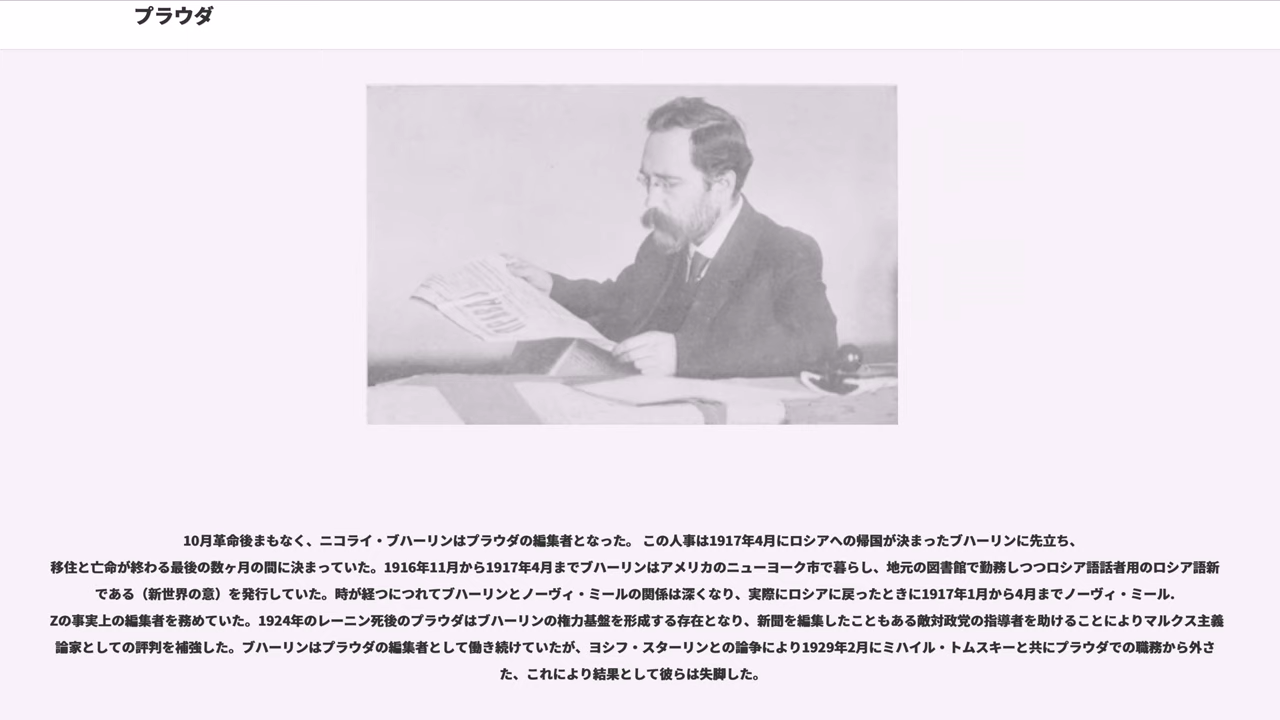 プラウダ
10月革命後まもなく、ニコライ・ブハーリンはプラウダの編集者となった。 この人事は1917年4月にロシアへの帰国が決まったブハーリンに先立ち、
移住と亡命が終わる最後の数ヶ月の間に決まっていた。1916年11月から1917年4月までブハーリンはアメリカのニューヨーク市で暮らし、地元の図書館で勤務しつつロシア語話者用のロシア語新
である（新世界の意）を発行していた。時が経つにつれてブハーリンとノーヴィ・ミールの関係は深くなり、実際にロシアに戻ったときに1917年1月から4月までノーヴィ・ミール.
Zの事実上の編集者を務めていた。1924年のレーニン死後のプラウダはブハーリンの権力基盤を形成する存在となり、新聞を編集したこともある敵対政党の指導者を助けることによりマルクス主義
論家としての評判を補強した。ブハーリンはプラウダの編集者として働き続けていたが、ヨシフ・スターリンとの論争により1929年2月にミハイル・トムスキーと共にプラウダでの職務から外さ
た、これにより結果として彼らは失脚した。